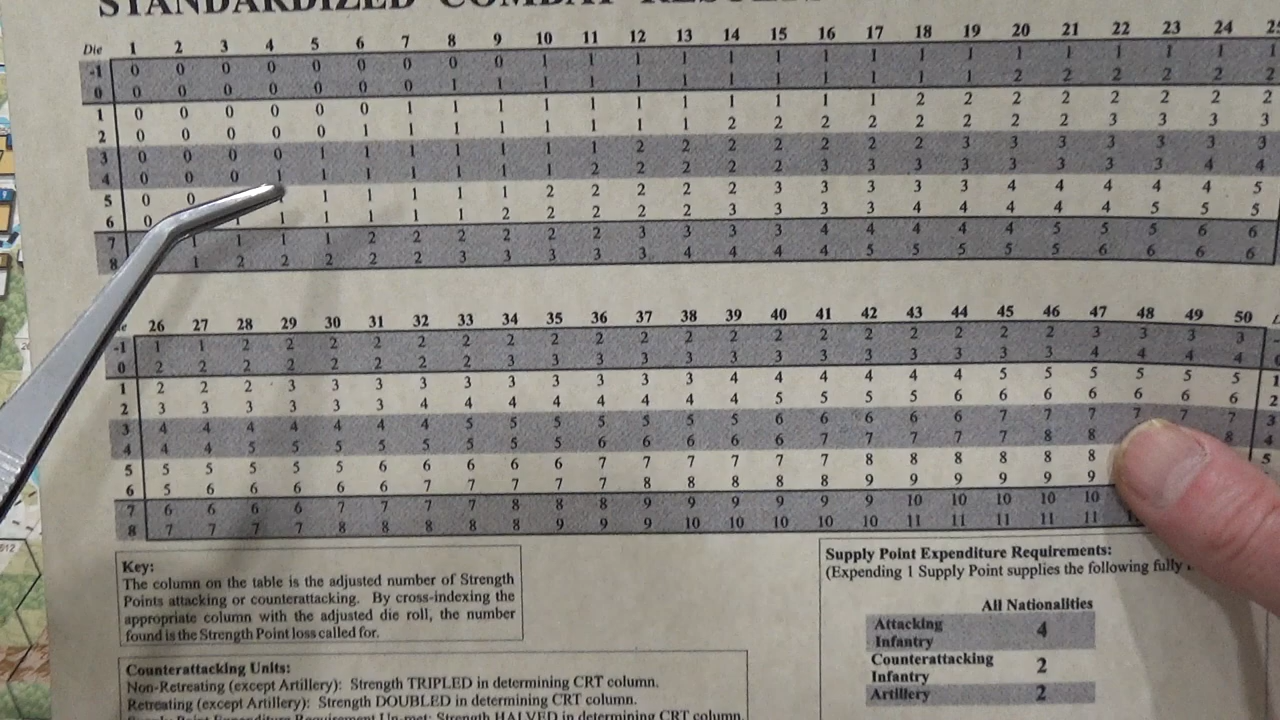 STANDARDIZED COMBAT RESULTS
Die 1 2 3 4 5 6 7 8 9 10 11 12 13 14 15 16 17 18 19 20 21 22 23 24
-1 0 0 0 0 0 0 0 0 0 1 1 1 1 1 1 1 1 1 1 1 1 1 1 1 1
0 0 0 0 0 0 0 0 1 1 1 1 1 1 1 1 1 1 1 1 2 2 2 2 2 2
1 0 0 0 0 0 0 1 1 1 1 1 1 1 1 1 1 1 2 2 2 2 2 2 2 2
2 0 0 0 0 0 1 1 1 1 1 1 1 1 2 2 2 2 2 2 2 2 3 3 3 3
3 0 0 0 0 1 1 1 1 1 1 1 2 2 2 2 2 2 2 3 3 3 3 3 3 3
4 0 0 0 1 1 1 1 1 1 1 2 2 2 2 2 3 3 3 3 3 3 3 3 4 4
5 0 0 1 1 1 1 1 2 2 2 2 2 3 3 3 3 3 4 4 4 4 4 5
6 0 1 1 1 1 1 1 2 2 2 2 2 3 3 3 3 4 4 4 4 4 5 5 5
7 1 1 1 1 2 2 2 2 2 2 3 3 3 3 4 4 4 4 4 5 5 5 6 6
8 1 2 2 2 2 2 3 3 3 3 3 4 4 4 4 5 5 5 5 5 6 6 6 6
26 27 28 29 30 31 32 33 34 35 36 37 38 39 40 41 42 43 44 45 46 47 48 49 50
-1 1 1 2 2 2 2 2 2 2 2 2 2 2 2 2 2 2 2 2 2 2 3 3 3 3
0 2 2 2 2 2 2 2 2 3 3 3 3 3 3 3 3 3 3 3 3 3 4 4 4 4
1 2 2 2 3 3 3 3 3 3 3 3 3 3 4 4 4 4 4 4 5 5 5 5 5 5 1
2 3 3 3 3 3 3 4 4 4 4 4 4 4 4 5 5 5 5 6 6 6 6 6 6 6 2
3 4 4 4 4 4 4 4 5 5 5 5 5 5 5 6 6 6 6 6 7 7 7 7 7 7 3
4 4 4 5 5 5 5 5 5 5 5 6 6 6 6 6 7 7 7 7 7 8 8 8 4
5 5 5 5 5 5 6 6 6 6 6 7 7 7 7 7 7 8 8 8 8 8 8 5
6 5 6 6 6 6 6 7 7 7 7 7 8 8 8 8 8 9 9 9 9 9 9
7 6 6 6 6 7 7 7 7 8 8 8 9 9 9 9 9 9 10 10 10 10 10
8 7 7 7 7 8 8 8 8 8 9 9 9 10 10 10 10 10 11 11 11 11 11
Key:
The column on the table is the adjusted number of Strength
Points attacking or counterattacking. By cross-indexing the
appropriate column with the adjusted die roll, the number
found is the Strength Point loss called for.
Counterattacking Units:
Non-Retreating (except Artillery): Strength TRIPLED in determining CRT column.
Retreating (except Artillery): Strength DOUBLED in determining CRT column.
Supply Point Expenditure Requirement Un-met: Strength HALVED in determining CRT column.
Supply Point Expenditure Requirements:
(Expending 1 Supply Point supplies the following fully
All Nationalities
Attacking
Infantry 4
Counterattacking
Infantry 2
Artillery 2